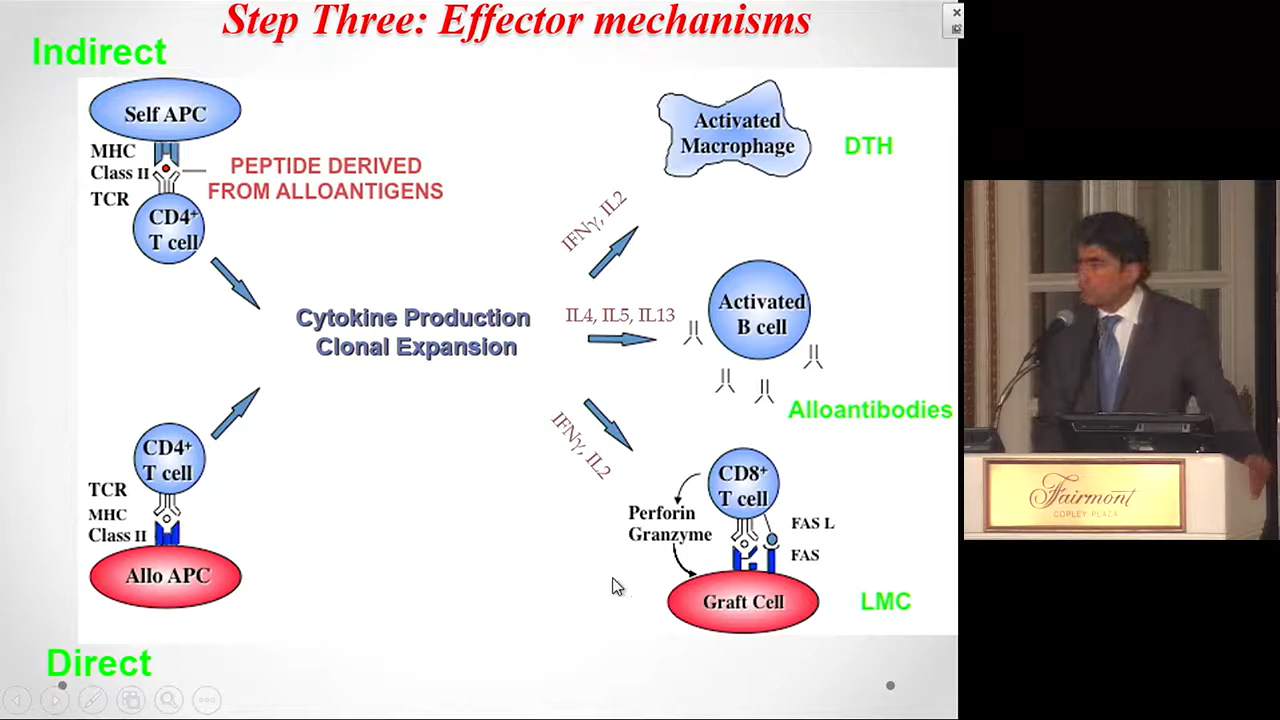 Step Three: Effector mechanisms
Indirect
Self APC
MHC
Class II
TCR
PEPTIDE DERIVED
FROM ALLOANTIGENS
CD4+
T cell
Cytokine Production
Clonal Expansion
CD4+
T cell
TCR
MHC
Class II
Allo APC
Direct
IFNγ, IL2
Activated
Macrophage
DTH
IL4, IL5, IL13
Activated
B cell
Alloantibodies
IFNγ, IL2
CD8+
T cell
Perforin
Granzyme
FAS L
FAS
Graft Cell
LMC
Fairmont
COPLEY PLAZA